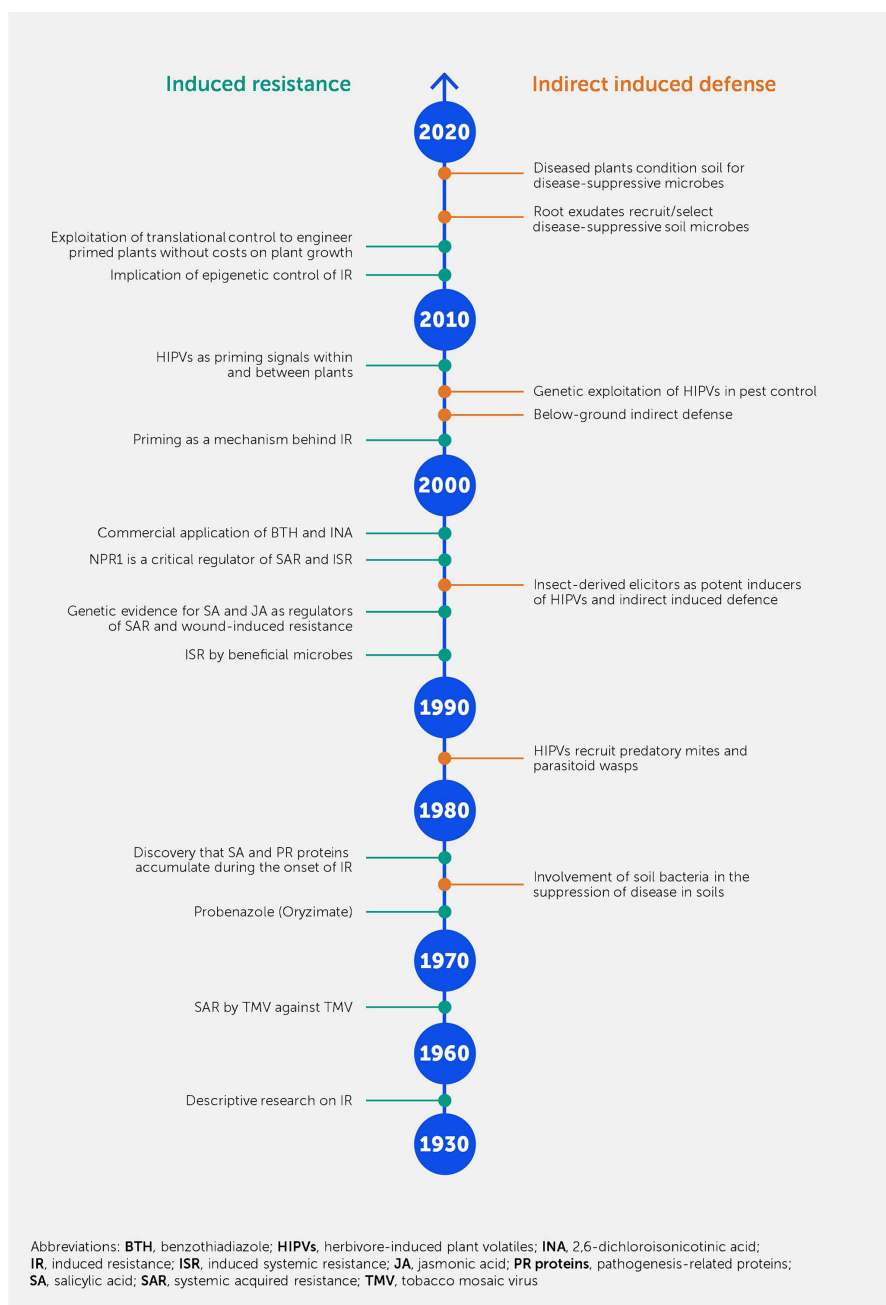 Induced resistance
Indirect induced defense
2020
Diseased plants condition soil for
disease-suppressive microbes
Root exudates recruit/select
disease-suppressive soil microbes
Exploitation of translational control to engineer
primed plants without costs on plant growth
Implication of epigenetic control of IR
2010
HIPVs as priming signals within
and between plants
Genetic exploitation of HIPVs in pest control
Below-ground indirect defense
Priming as a mechanism behind IR
2000
Commercial application of BTH and INA
NPR1 is a critical regulator of SAR and ISR
Insect-derived elicitors as potent inducers
of HIPVs and indirect induced defence
Genetic evidence for SA and JA as regulators
of SAR and wound-induced resistance
ISR by beneficial microbes
1990
HIPVs recruit predatory mites and
parasitoid wasps
1980
Discovery that SA and PR proteins
accumulate during the onset of IR
Involvement of soil bacteria in the
suppression of disease in soils
Probenazole (Oryzimate)
1970
SAR by TMV against TMV
1960
Descriptive research on IR
1930
Abbreviations: BTH, benzothiadiazole; HIPVs, herbivore-induced plant volatiles; INA, 2,6-dichloroisonicotinic acid;
IR, induced resistance; ISR, induced systemic resistance; JA, jasmonic acid; PR proteins, pathogenesis-related proteins;
SA, salicylic acid; SAR, systemic acquired resistance; TMV, tobacco mosaic virus